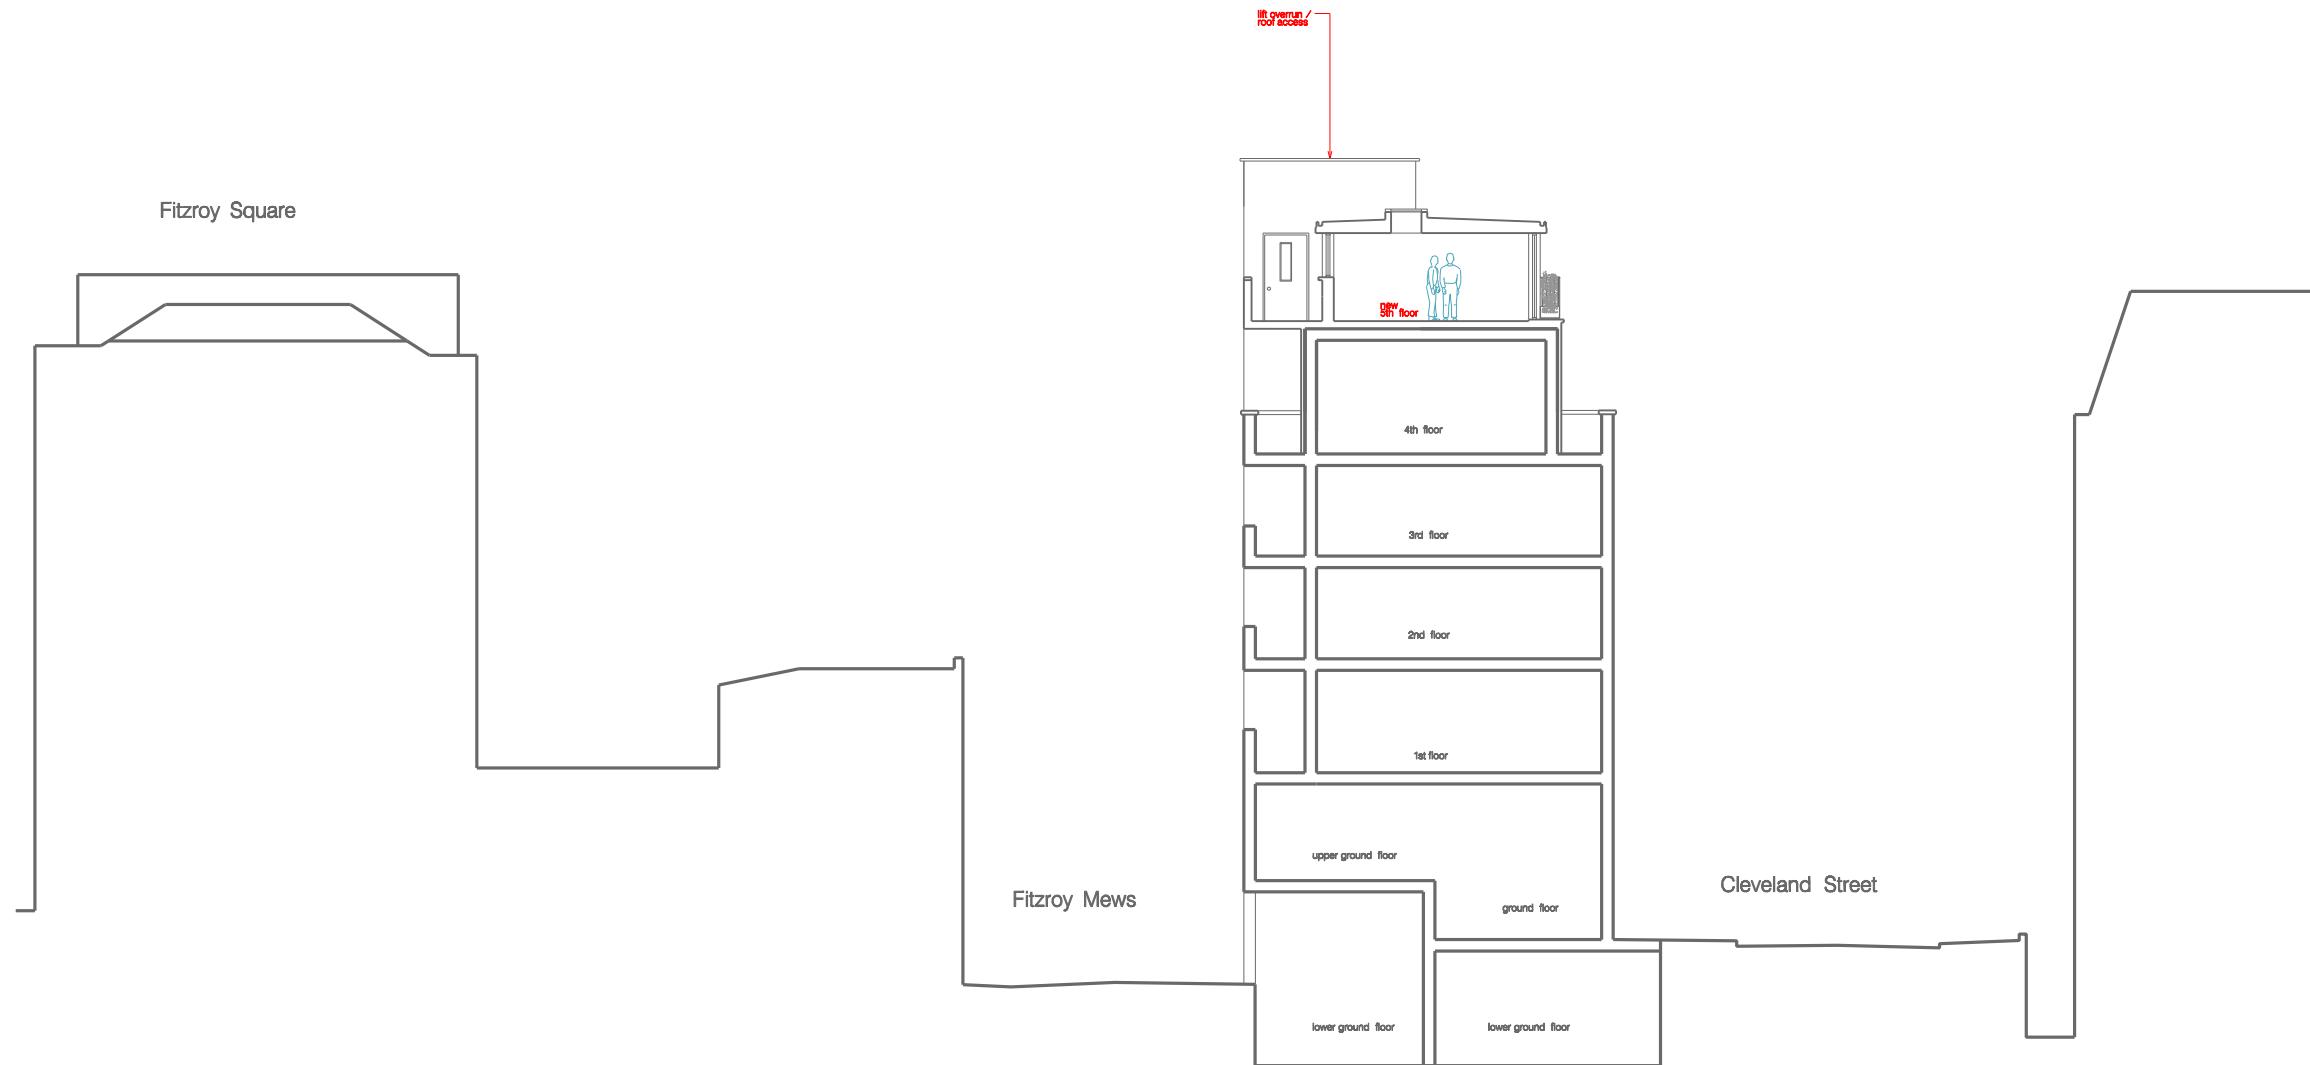 lift overrun /
roof access
Fitzroy Square
new
5th floor
4th floor
3rd floor
2nd floor
1st floor
upper ground floor
Cleveland Street
Fitzroy Mews
ground floor
lower ground floor
lower ground floor